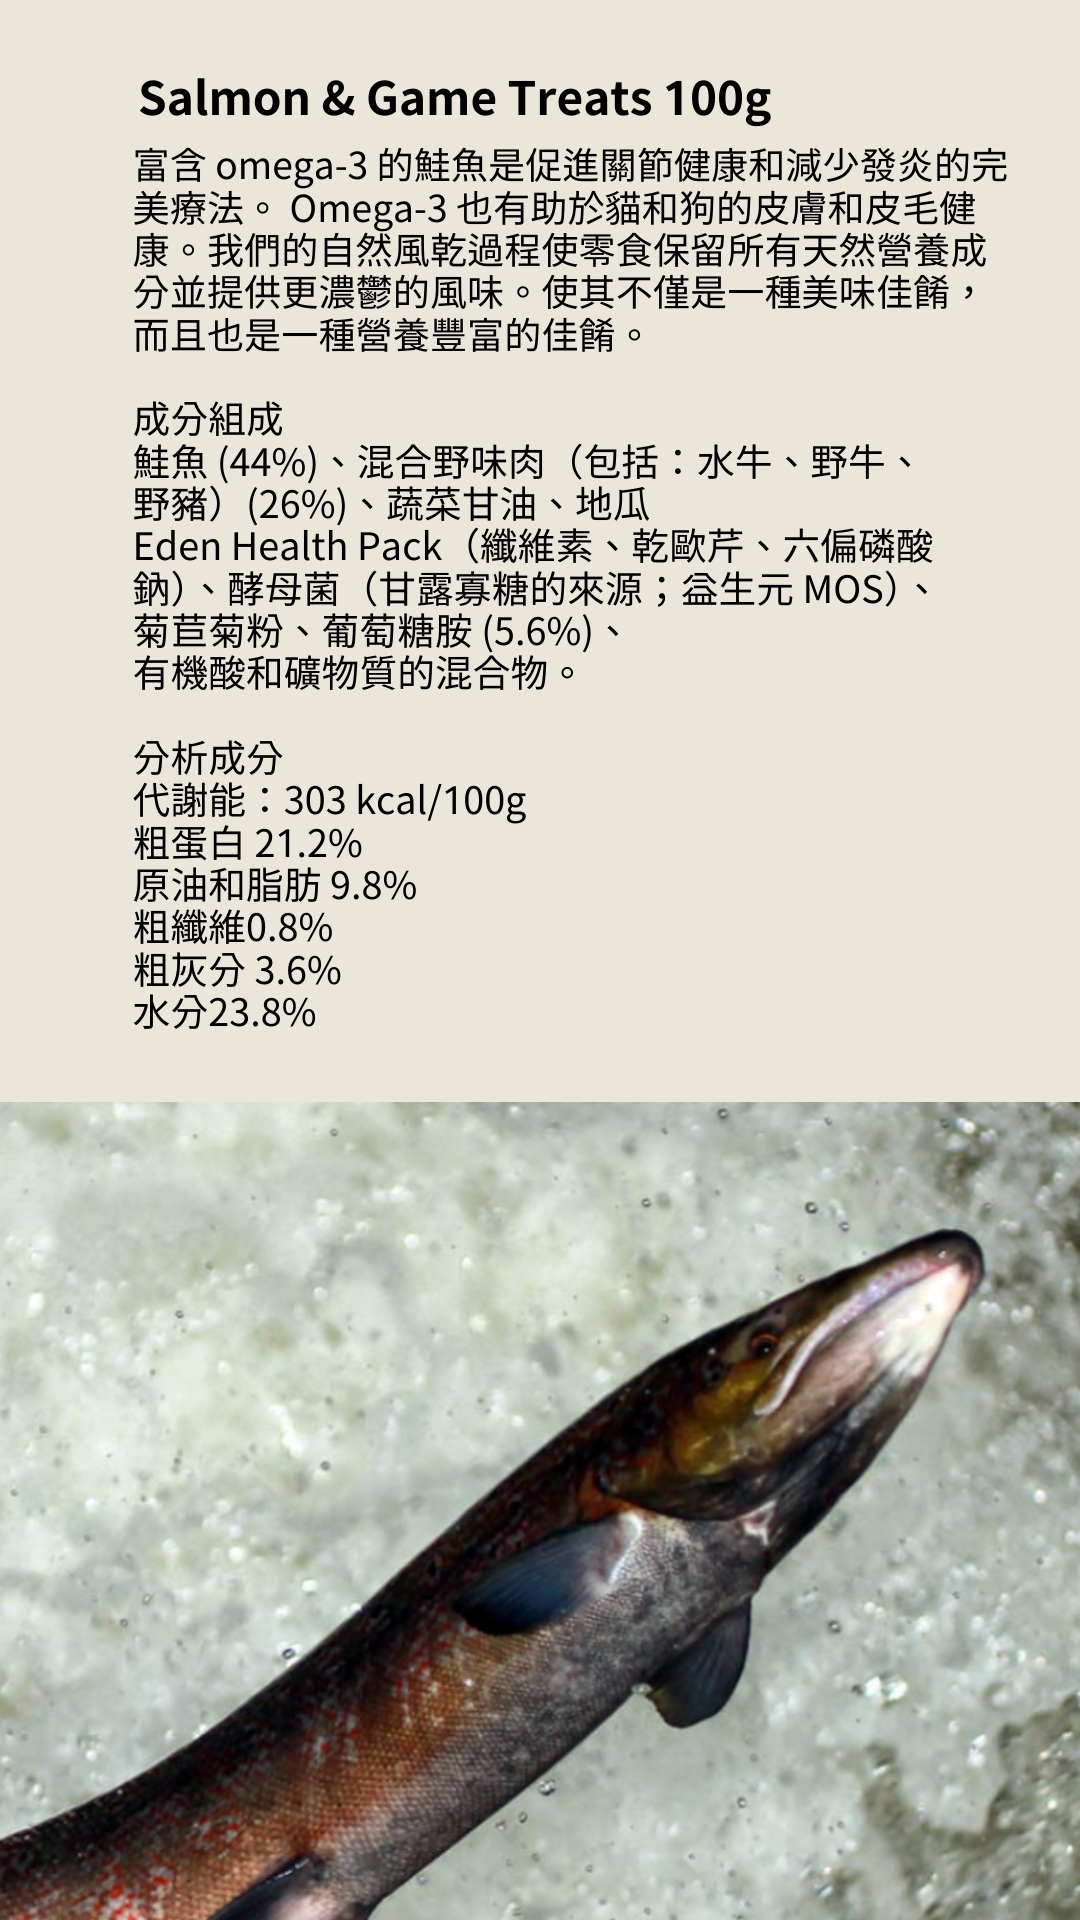 Salmon & Game Treats 100g
富含 omega-3 的鮭魚是促進關節健康和減少發炎的完
美療法。 Omega-3 也有助於貓和狗的皮膚和皮毛健
康。我們的自然風乾過程使零食保留所有天然營養成
分並提供更濃鬱的風味。使其不僅是一種美味佳餚，
而且也是一種營養豐富的佳餚。
成分組成
鮭魚 (44%)、混合野味肉（包括：水牛、野牛、
野豬）(26%)、蔬菜甘油、地瓜
Eden Health Pack（纖維素、乾歐芹、六偏磷酸
鈉）、酵母菌（甘露寡糖的來源；益生元 MOS）、
菊苣菊粉、葡萄糖胺 (5.6%)、
有機酸和礦物質的混合物。
分析成分
代謝能：303 kcal/100g
粗蛋白 21.2%
原油和脂肪 9.8%
粗纖維0.8%
粗灰分 3.6%
水分23.8%